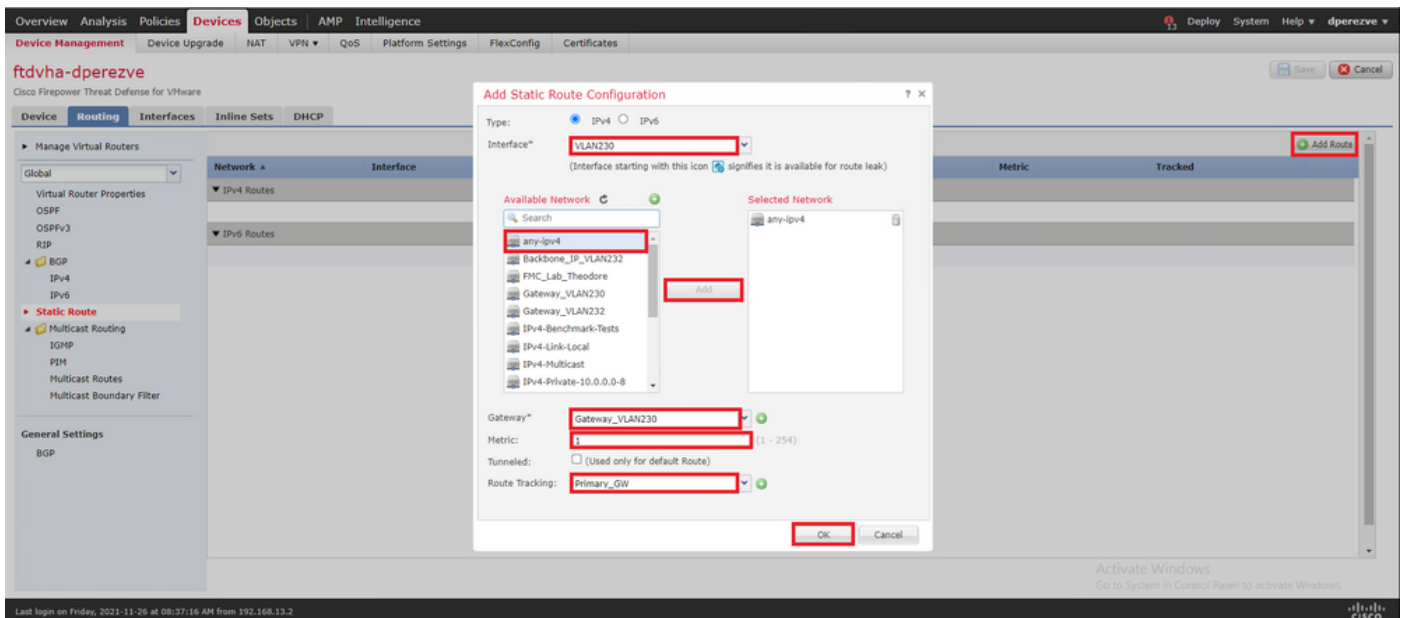 Overview Analysis Policies Devices Objects AMP Intelligence 13 Deploy System Help dperezve
Device Management Device Upgrade NAT VPN QoS Platform Settings FlexConfig Certificates
ftdvha-dperezve
Save Cancel
Cisco Firepower Threat Defense for VMware
Device Routing Interfaces Inline Sets DHCP
Manage Virtual Routers
Global
Virtual Router Properties
OSPF
OSPFv3
RIP
BGP
IPv4
IPv6
Static Route
Multicast Routing
IGMP
PIM
Multicast Routes
Multicast Boundary Filter
General Settings
BGP
Add Route
Network Interface Metric Tracked
IPv4 Routes
IPv6 Routes
Add Static Route Configuration ?
Type: IPv4 IPv6
Interface* VLAN230
(Interface starting with this icon signifies it is available for route leak)
Available Network Selected Network
Search
any-ipv4
Backbone_IP_VLAN232
FMC_Lab_Theodore
Gateway_VLAN230
Gateway_VLAN232
IPv4-Benchmark-Tests
IPv4-Link-Local
IPv4-Multicast
IPv4-Private-10.0.0.0-8
Add
any-ipv4
Gateway* Gateway_VLAN230
Metric: 1 (1 - 254)
Tunneled: (Used only for default Route)
Route Tracking: Primary_GW
OK Cancel
Activate Windows
Go to System in Control Panel to activate Windows.
Last login on Friday, 2021-11-26 at 08:37:16 AM from 192.168.13.2
CISCO